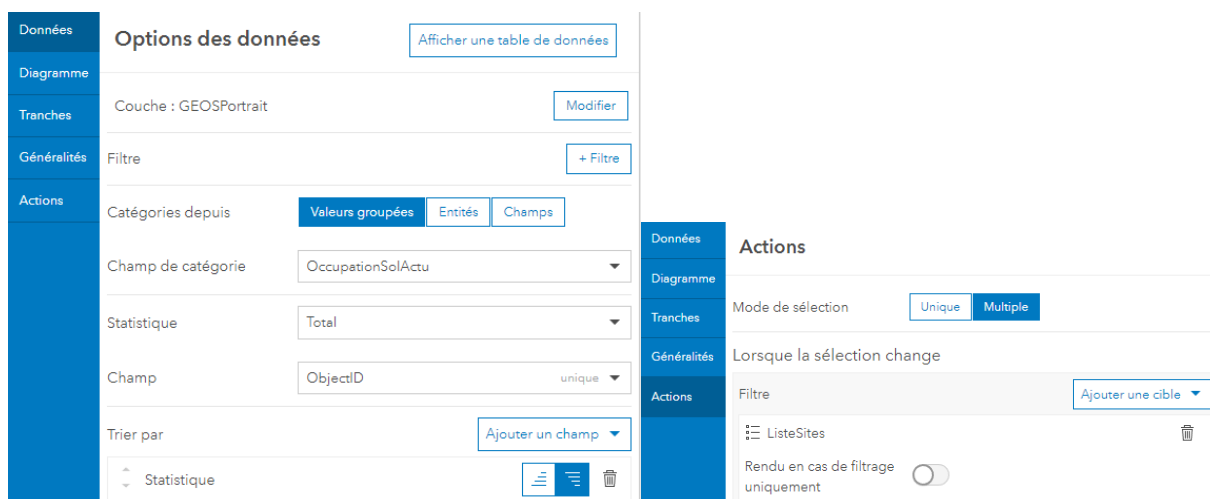 Données
Diagramme
Tranches
Généralités
Actions
Options des données
Afficher une table de données
Couche : GEOSPortrait
Modifier
Filtre
+ Filtre
Catégories depuis
Valeurs groupées
Entités
Champs
Champ de catégorie
OccupationSolActu
Statistique
Total
Champ
ObjectID
unique
Trier par
Ajouter un champ
Statistique
Données
Diagramme
Tranches
Généralités
Actions
Actions
Mode de sélection
Unique
Multiple
Lorsque la sélection change
Filtre
Ajouter une cible
ListeSites
Rendu en cas de filtrage
uniquement